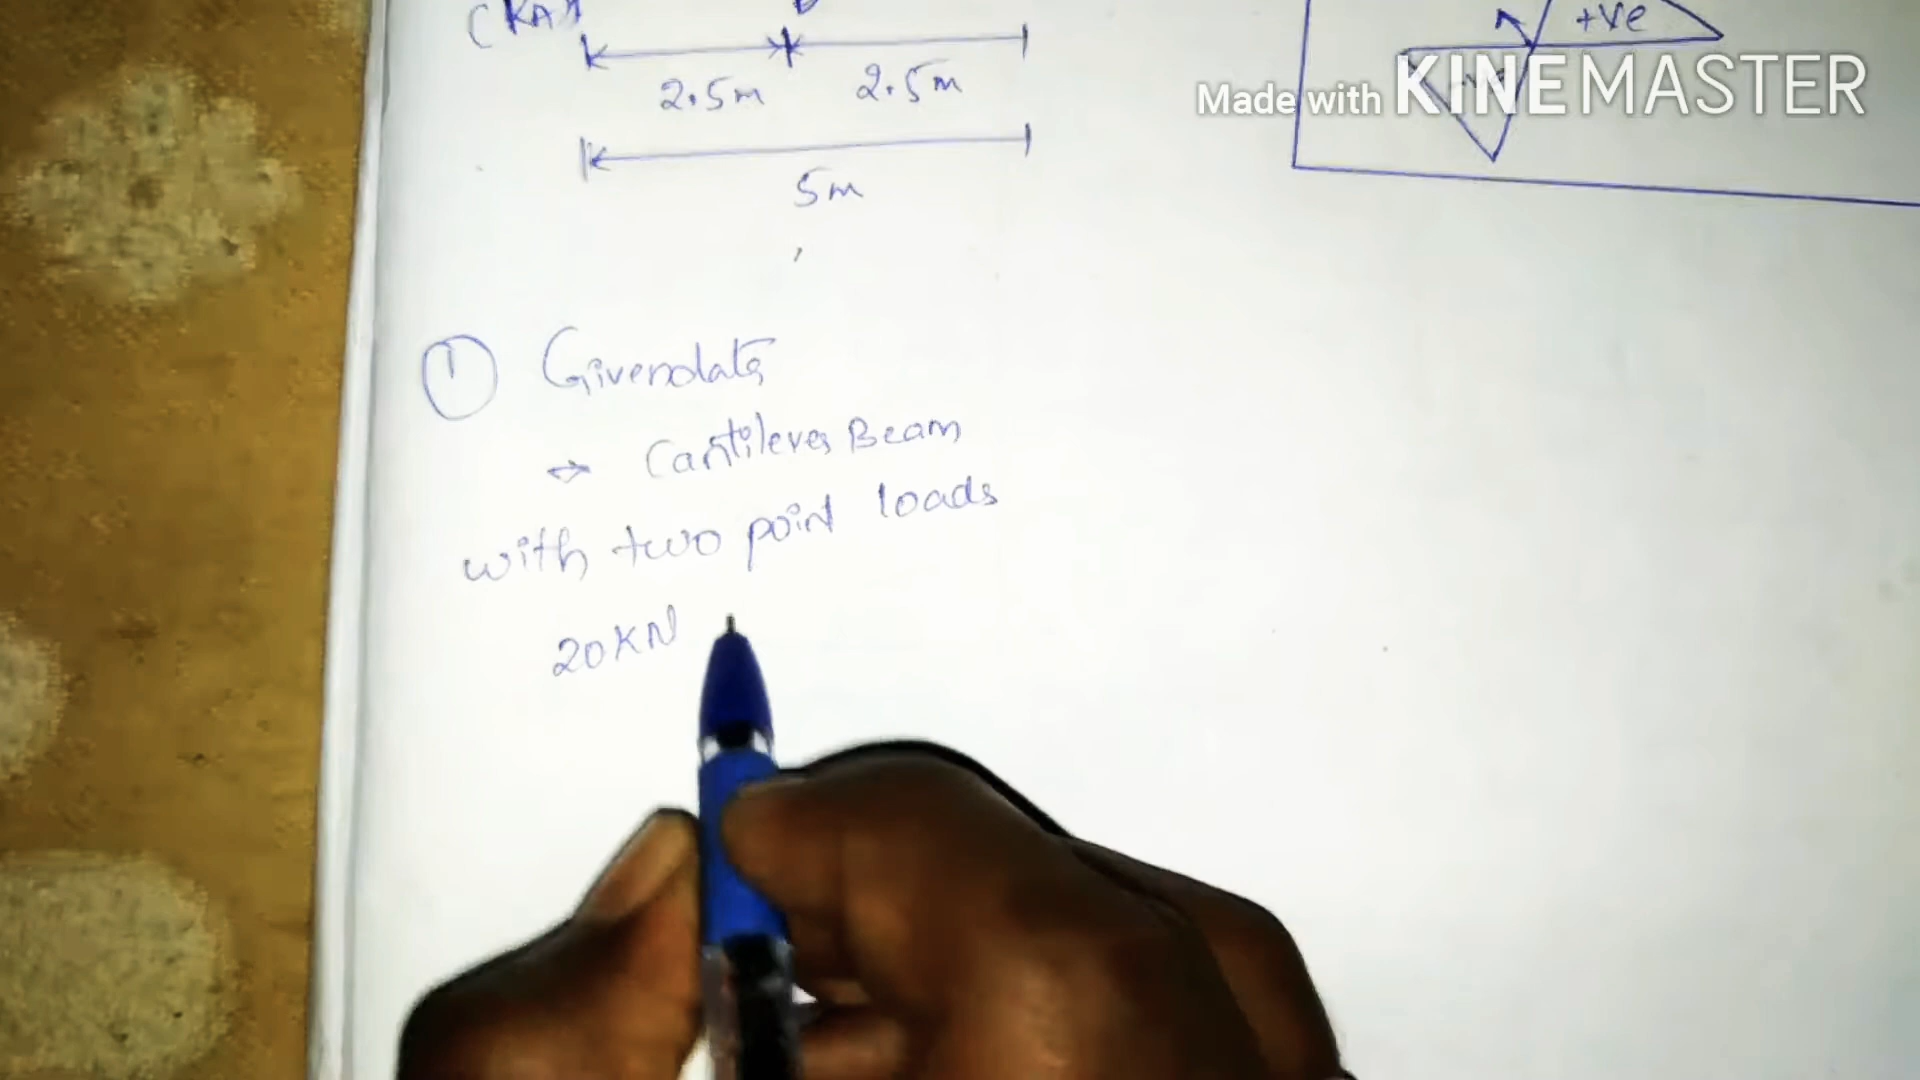 +ve
Made with KINEMASTER
2.5m 2.5m
5m
1 Givendata
Cantilever Beam
with two point loads
20KN